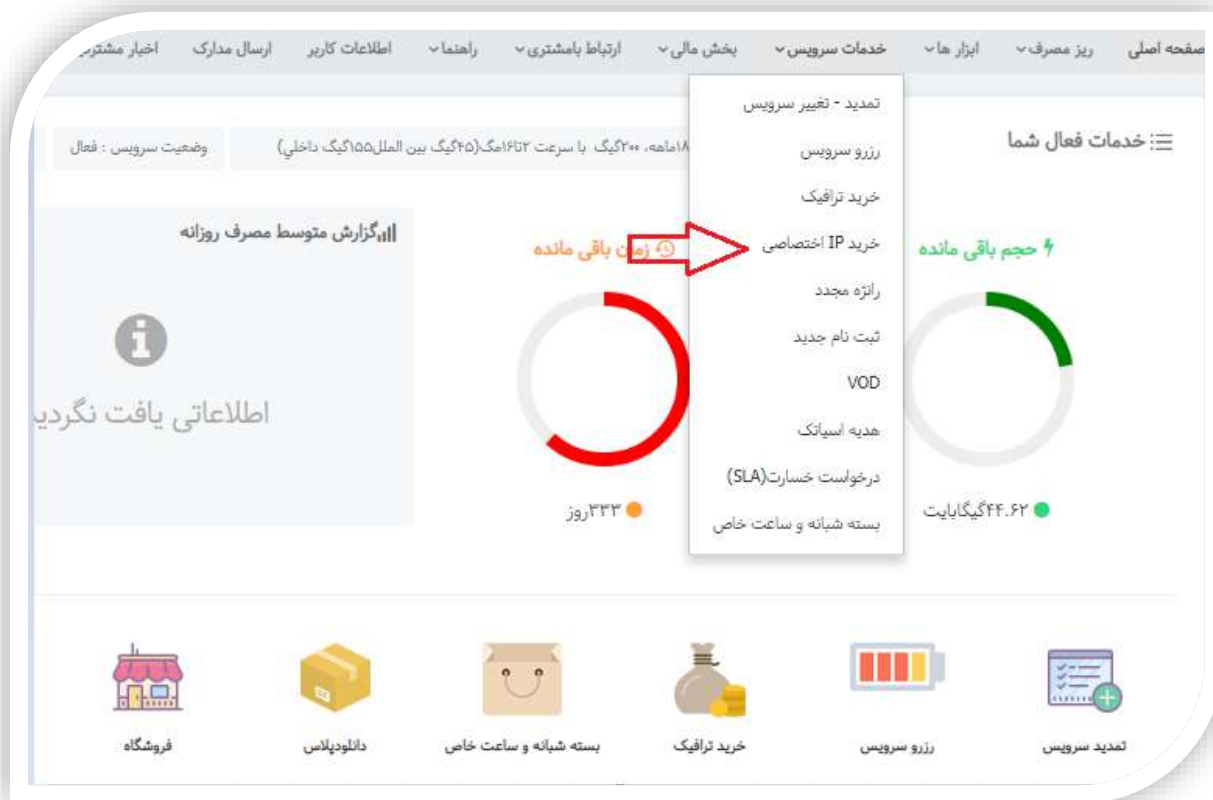 صفحه اصلی
ریز مصرف
ابزار ها
خدمات سرویس
بخش مالی
ارتباط بامشتری
راهنما
اطلاعات کاربر
ارسال مدارک
اخبار
تمدید - تغییر سرویس
رزرو سرویس
خرید ترافیک
خرید IP اختصاصی
رانژه مجدد
ثبت نام جدید
VOD
هدیه اسیاتک
درخواست خسارت(SLA)
بسته شبانه و ساعت خاص
خدمات فعال شما
۱۸ماهه، ۲۰۰گیگ با سرعت ۲تا۱۶مگ(۴۵گیگ بین الملل۱۵۵گیگ داخلي)
وضعیت سرویس : فعال
حجم باقی مانده
۴۴.۶۲گیگابایت
زمان باقی مانده
۳۳۳روز
گزارش متوسط مصرف روزانه
اطلاعاتی یافت نگردید
تمدید سرویس
رزرو سرویس
خرید ترافیک
بسته شبانه و ساعت خاص
دانلودپلاس
فروشگاه